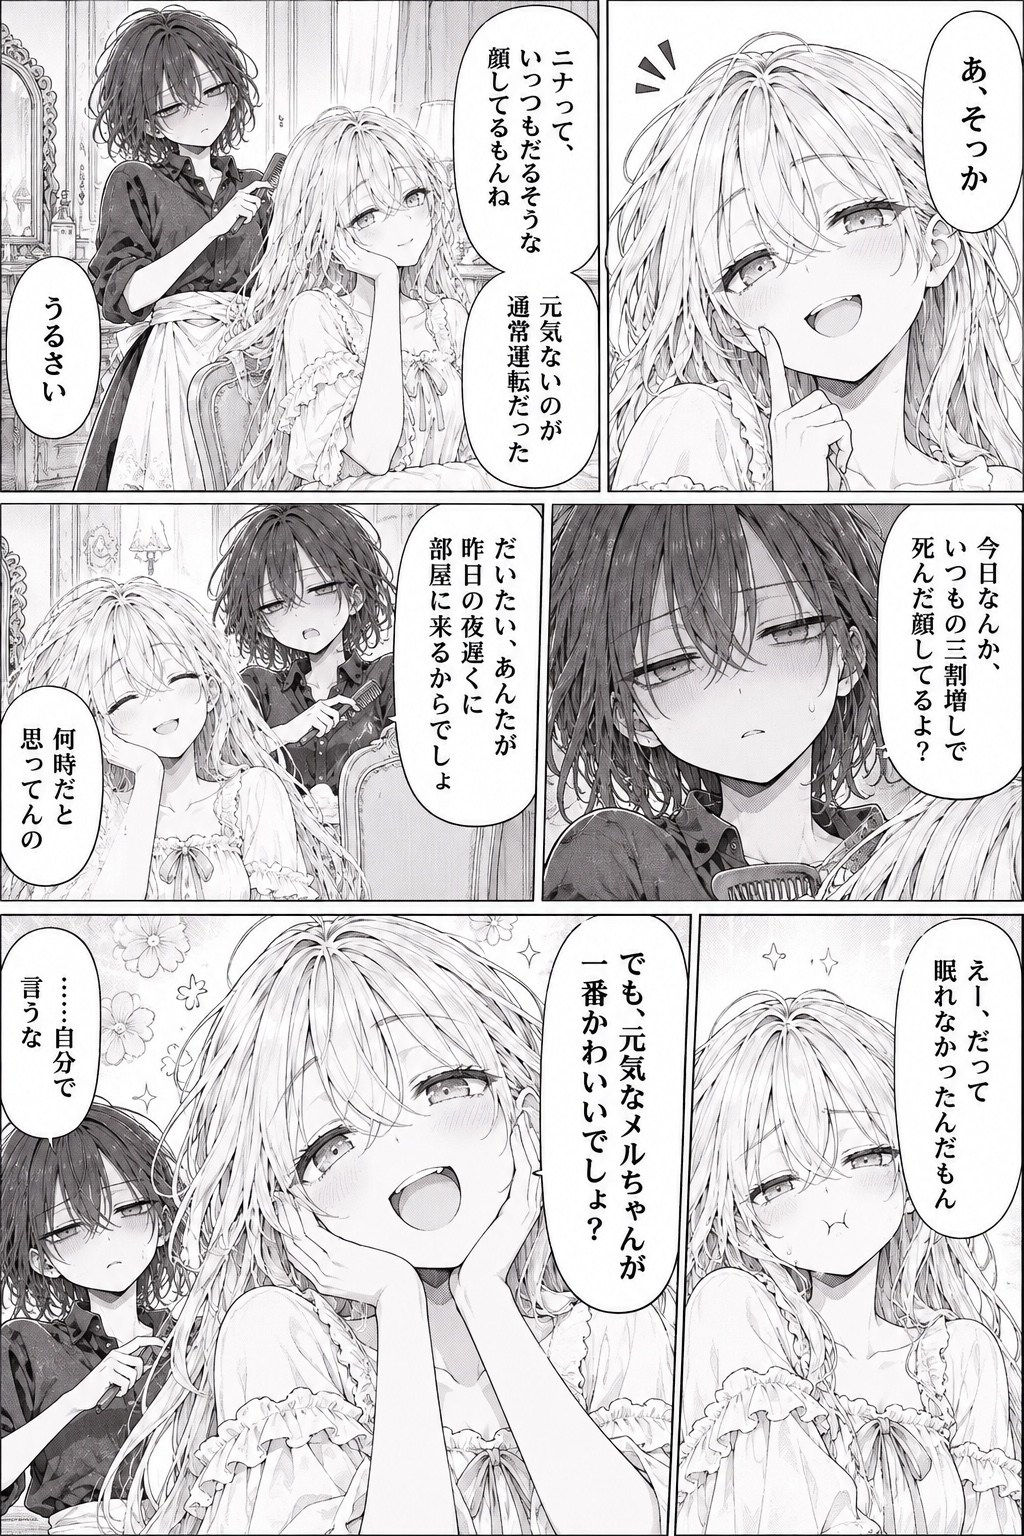 あ、そっか
ニナって、
いっつもだるそうな
顔してるもんね
元気ないのが
通常運転だった
うるさい
今日なんか、
いつもの三割増しで
死んだ顔してるよ？
だいたい、あんたが
昨日の夜遅くに
部屋に来るからでしょ
何時だと
思ってんの
えー、だって
眠れなかったんだもん
でも、元気なメルちゃんが
一番かわいいでしょ？
……自分で
言うな